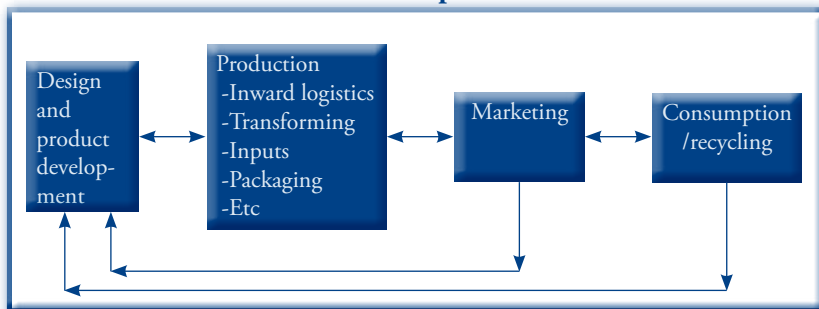 Design
and
product
develop-
ment
Production
-Inward logistics
-Transforming
-Inputs
-Packaging
-Etc
Marketing
Consumption
/recycling